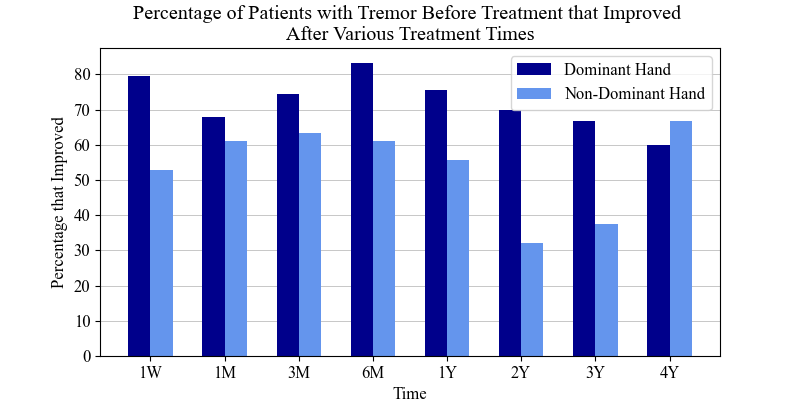 Percentage of Patients with Tremor Before Treatment that Improved
After Various Treatment Times
Dominant Hand
Non-Dominant Hand
Percentage that Improved
80
70
60
50
40
30
20
10
0
1W 1M 3M 6M 1Y 2Y 3Y 4Y
Time